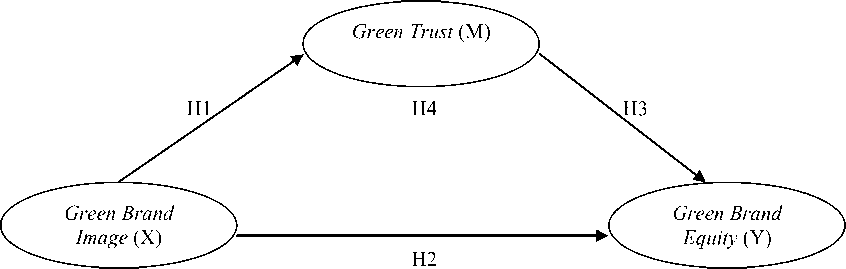 Green Trust (M)
H1
H4
H3
Green Brand
Image (X)
Green Brand
Equity (Y)
H2